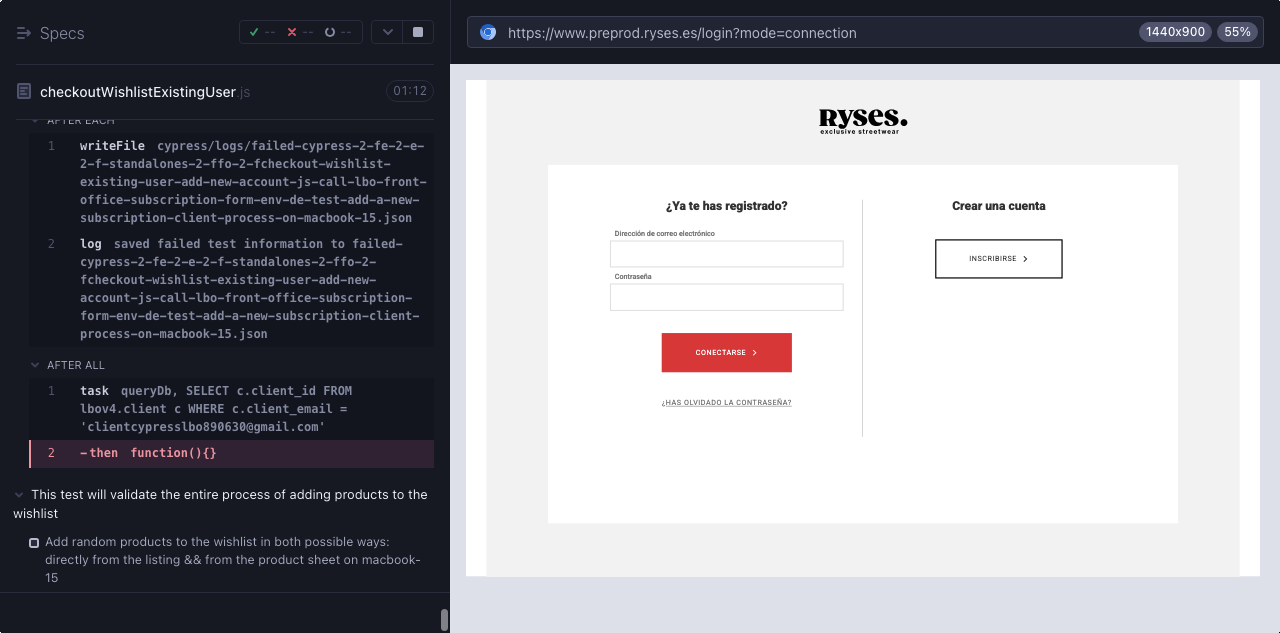 Specs
-- -- --
checkoutWishlistExistingUser.js
01:12
AFTER EACH
1 writeFile cypress/logs/failed-cypress-2-fe-2-e-
2-f-standalones-2-ffo-2-fcheckout-wishlist-
existing-user-add-new-account-js-call-lbo-front-
office-subscription-form-env-de-test-add-a-new-
subscription-client-process-on-macbook-15.json
2 log saved failed test information to failed-
cypress-2-fe-2-e-2-f-standalones-2-ffo-2-
fcheckout-wishlist-existing-user-add-new-
account-js-call-lbo-front-office-subscription-
form-env-de-test-add-a-new-subscription-client-
process-on-macbook-15.json
AFTER ALL
1 task queryDb, SELECT c.client_id FROM
lbov4.client c WHERE c.client_email =
'clientcypresslbo890630@gmail.com'
2 -then function(){}
This test will validate the entire process of adding products to the
wishlist
Add random products to the wishlist in both possible ways:
directly from the listing && from the product sheet on macbook-
15
https://www.preprod.ryses.es/login?mode=connection
1440x900
55%
Ryses.
exclusive streetwear
¿Ya te has registrado?
Dirección de correo electrónico
Contraseña
CONECTARSE >
¿HAS OLVIDADO LA CONTRASEÑA?
Crear una cuenta
INSCRIBIRSE >